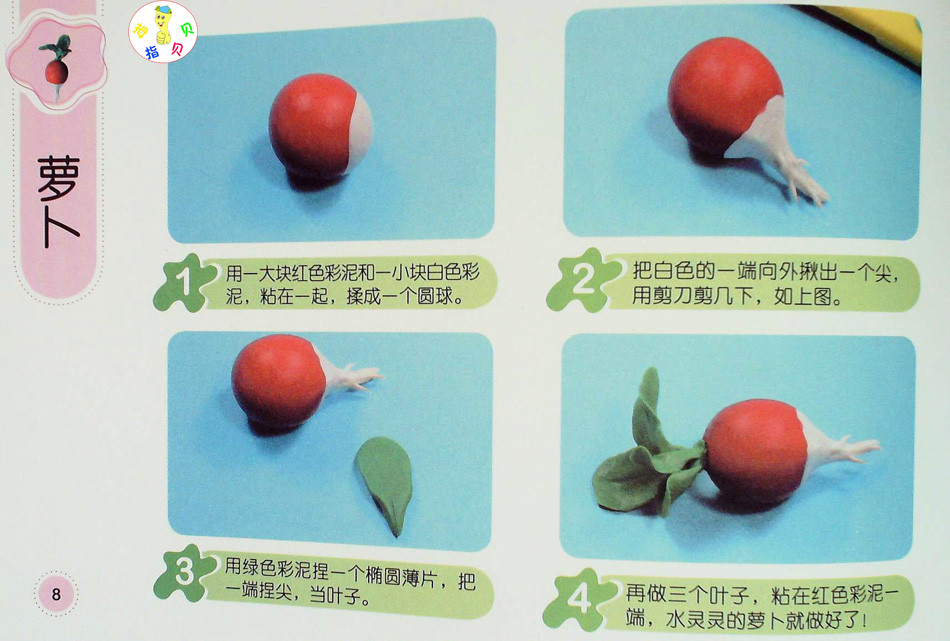 萝卜
1
用一大块红色彩泥和一小块白色彩
泥，粘在一起，揉成一个圆球。
2
把白色的一端向外揪出一个尖，
用剪刀剪几下，如上图。
3
用绿色彩泥捏一个椭圆薄片，把
一端捏尖，当叶子。
4
再做三个叶子，粘在红色彩泥一
端，水灵灵的萝卜就做好了！
8
指贝